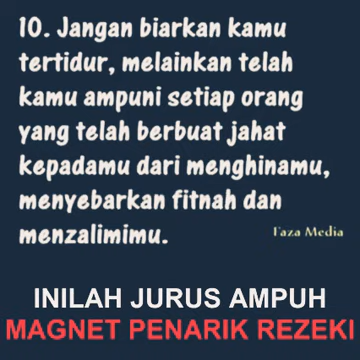 10. Jangan biarkan kamu
tertidur, melainkan telah
kamu ampuni setiap orang
yang telah berbuat jahat
kepadamu dari menghinamu,
menyebarkan fitnah dan
menzalimimu.
Faza Media
INILAH JURUS AMPUH
MAGNET PENARIK REZEKI